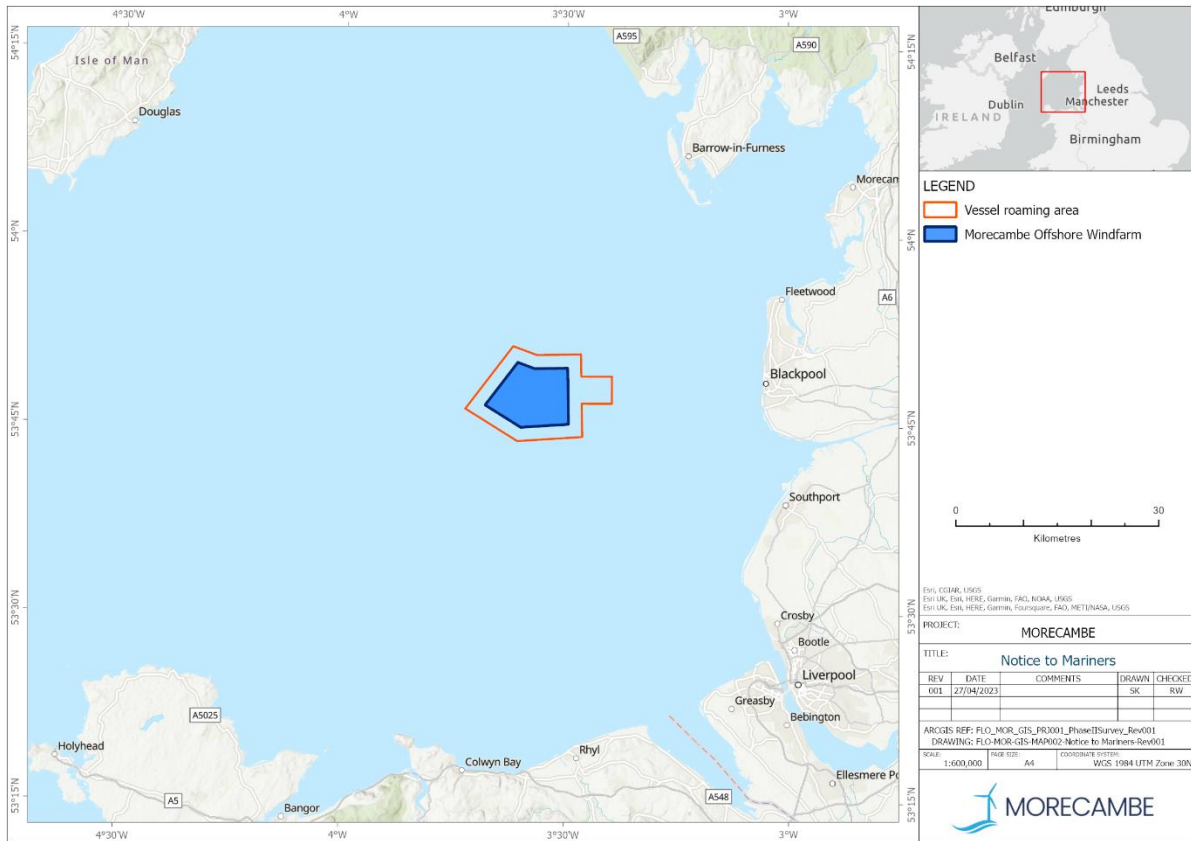 4°30'W
4°W
3°30'W
3°W
54°15'N
54°N
53°45'N
53°30'N
53°15'N
54°15'N
54°N
53°45'N
53°30'N
53°15'N
A595
A590
Isle of Man
Douglas
Barrow-in-Furness
Fleetwood
A6
Blackpool
Southport
Crosby
Bootle
Liverpool
Greasby
Bebington
A5025
Holyhead
Rhyl
Colwyn Bay
A548
A5
Bangor
4°30'W
4°W
3°30'W
3°W
Belfast
Leeds
Dublin
Manchester
IRELAND
Birmingham
LEGEND
Vessel roaming area
Morecambe Offshore Windfarm
0 30
Kilometres
Esri, CGIAR, USGS
Esri UK, Esri, HERE, Garmin, FAO, NOAA, USGS
Esri UK, Esri, HERE, Garmin, Foursquare, FAO, METI/NASA, USGS
PROJECT:
MORECAMBE
TITLE:
Notice to Mariners
REV DATE COMMENTS DRAWN CHECKED
001 27/04/2023 SK RW
ARCGIS REF: FLO_MOR_GIS_PRJ001_PhaseIISurvey_Rev001
DRAWING: FLO-MOR-GIS-MAP002-Notice to Mariners-Rev001
SCALE: PAGE SIZE: COORDINATE SYSTEM:
1:600,000 A4 WGS 1984 UTM Zone 30N
MORECAMBE